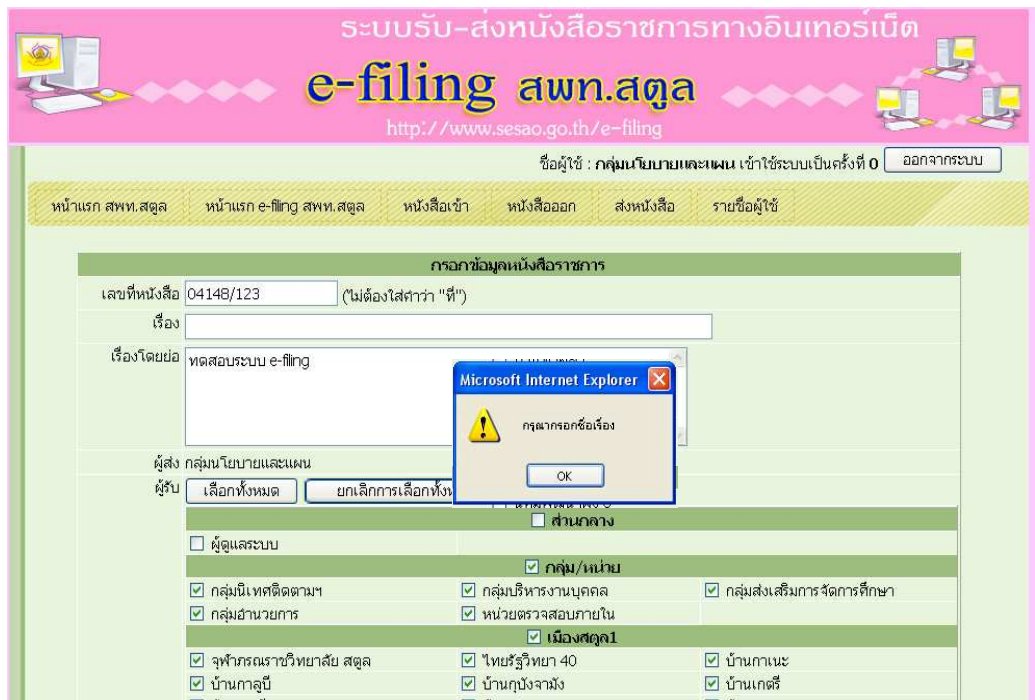 ระบบรับ-ส่งหนังสือราชการทางอินเทอร์เน็ต
e-filing สพท.สตูล
http://www.sesao.go.th/e-filing
ชื่อผู้ใช้ : กลุ่มนโยบายและแผน เข้าใช้ระบบเป็นครั้งที่ 0 ออกจากระบบ
หน้าแรก สพท.สตูล หน้าแรก e-filing สพท.สตูล หนังสือเข้า หนังสือออก ส่งหนังสือ รายชื่อผู้ใช้
กรอกข้อมูลหนังสือราชการ
เลขที่หนังสือ 04148/123 (ไม่ต้องใส่คำว่า "ที่")
เรื่อง
เรื่องโดยย่อ ทดสอบระบบ e-filing
Microsoft Internet Explorer
กรุณากรอกชื่อเรื่อง
OK
ผู้ส่ง กลุ่มนโยบายและแผน
ผู้รับ เลือกทั้งหมด ยกเลิกการเลือกทั้ง
ส่วนกลาง
ผู้ดูแลระบบ
กลุ่ม/หน่วย
กลุ่มนิเทศติดตามฯ กลุ่มบริหารงานบุคคล กลุ่มส่งเสริมการจัดการศึกษา
กลุ่มอำนวยการ หน่วยตรวจสอบภายใน
เมืองสตูล1
จุฬาภรณราชวิทยาลัย สตูล ไทยรัฐวิทยา 40 บ้านกาเนะ
บ้านกาลูบี บ้านกุบังจามัง บ้านเกตรี